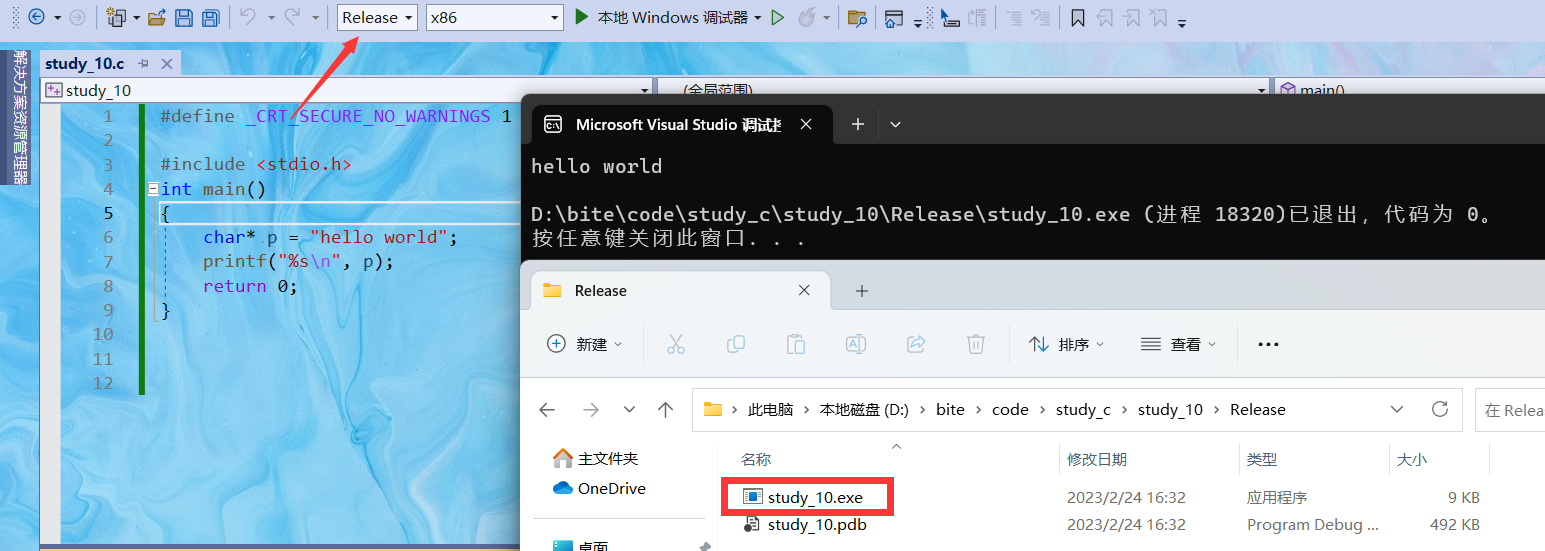 Release x86 本地 Windows 调试器
解决方案资源管理器
study_10.c
study_10 (全局范围) main()
1 #define _CRT_SECURE_NO_WARNINGS 1
2
3 #include <stdio.h>
4 int main()
5 {
6 char* p = "hello world";
7 printf("%s\n", p);
8 return 0;
9 }
10
11
12
Microsoft Visual Studio 调试
hello world
D:\bite\code\study_c\study_10\Release\study_10.exe (进程 18320)已退出，代码为 0。
按任意键关闭此窗口. . .
Release
新建 排序 查看
此电脑 本地磁盘 (D:) bite code study_c study_10 Release 在 Relea
主文件夹
OneDrive
桌面
名称 修改日期 类型 大小
study_10.exe 2023/2/24 16:32 应用程序 9 KB
study_10.pdb 2023/2/24 16:32 Program Debug ... 492 KB